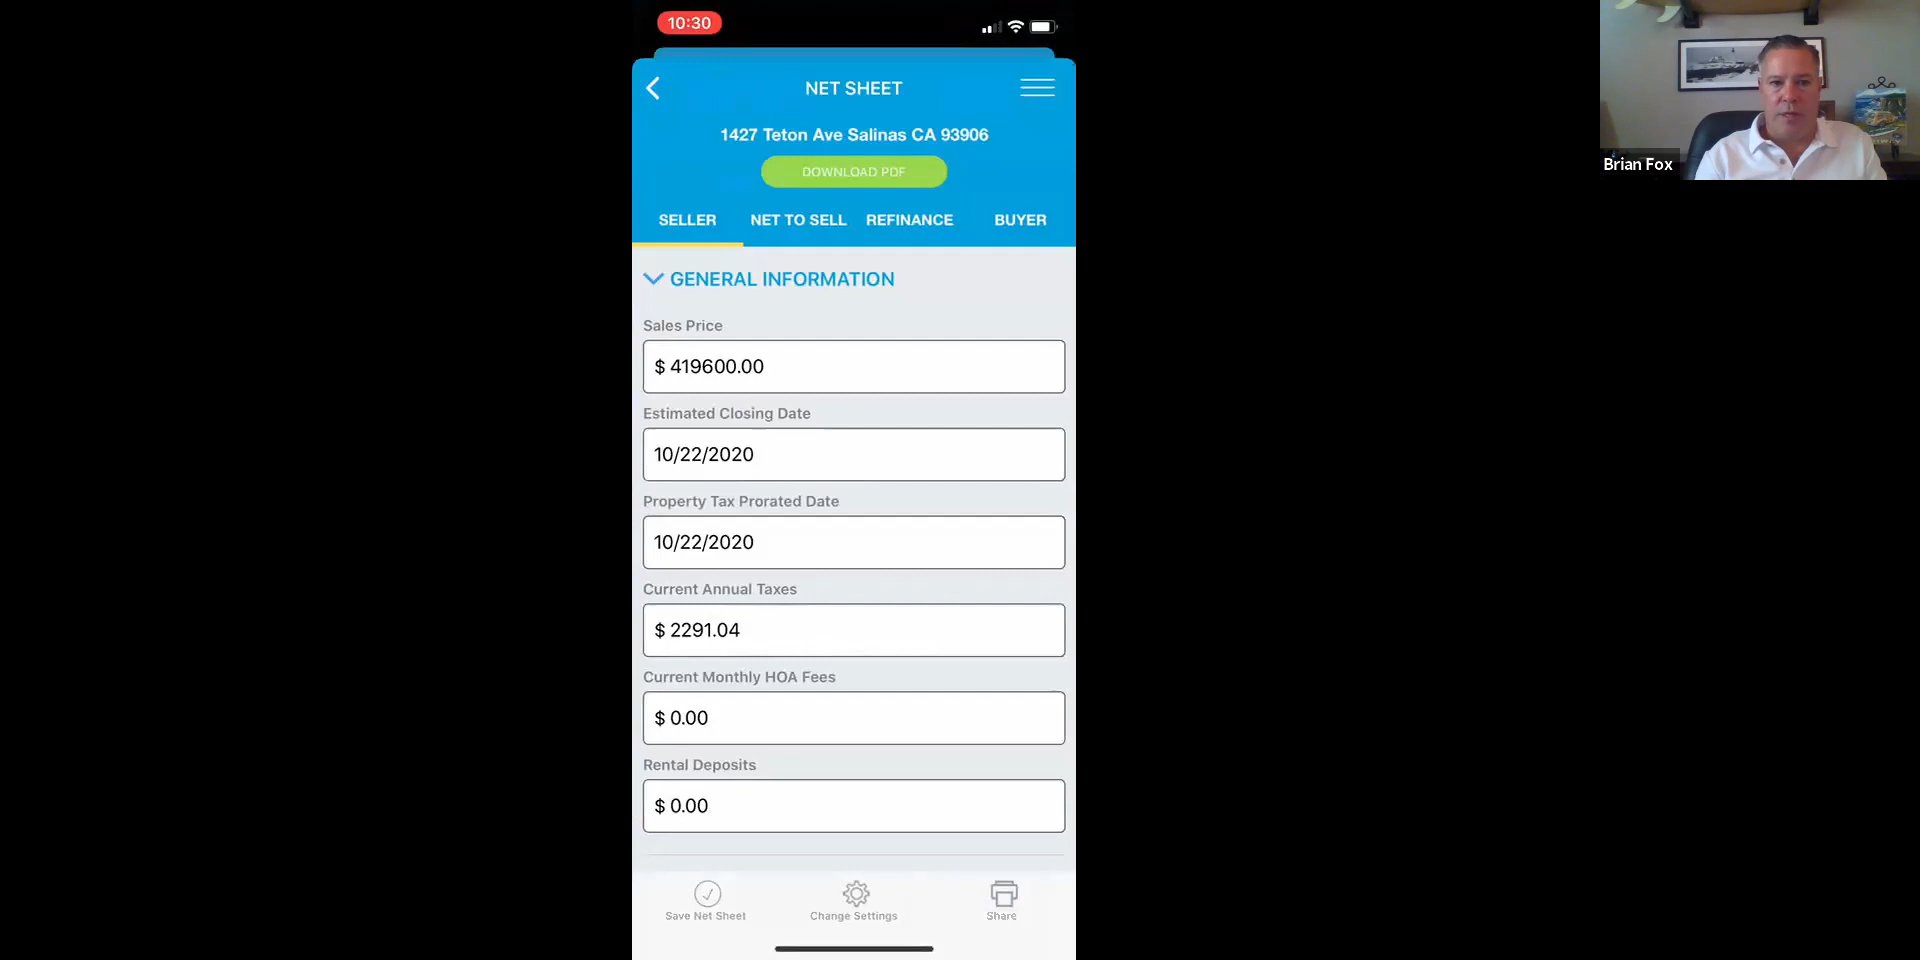 10:30
NET SHEET
1427 Teton Ave Salinas CA 93906
DOWNLOAD PDF
SELLER NET TO SELL REFINANCE BUYER
GENERAL INFORMATION
Sales Price
$ 419600.00
Estimated Closing Date
10/22/2020
Property Tax Prorated Date
10/22/2020
Current Annual Taxes
$ 2291.04
Current Monthly HOA Fees
$ 0.00
Rental Deposits
$ 0.00
Save Net Sheet Change Settings Share
Brian Fox